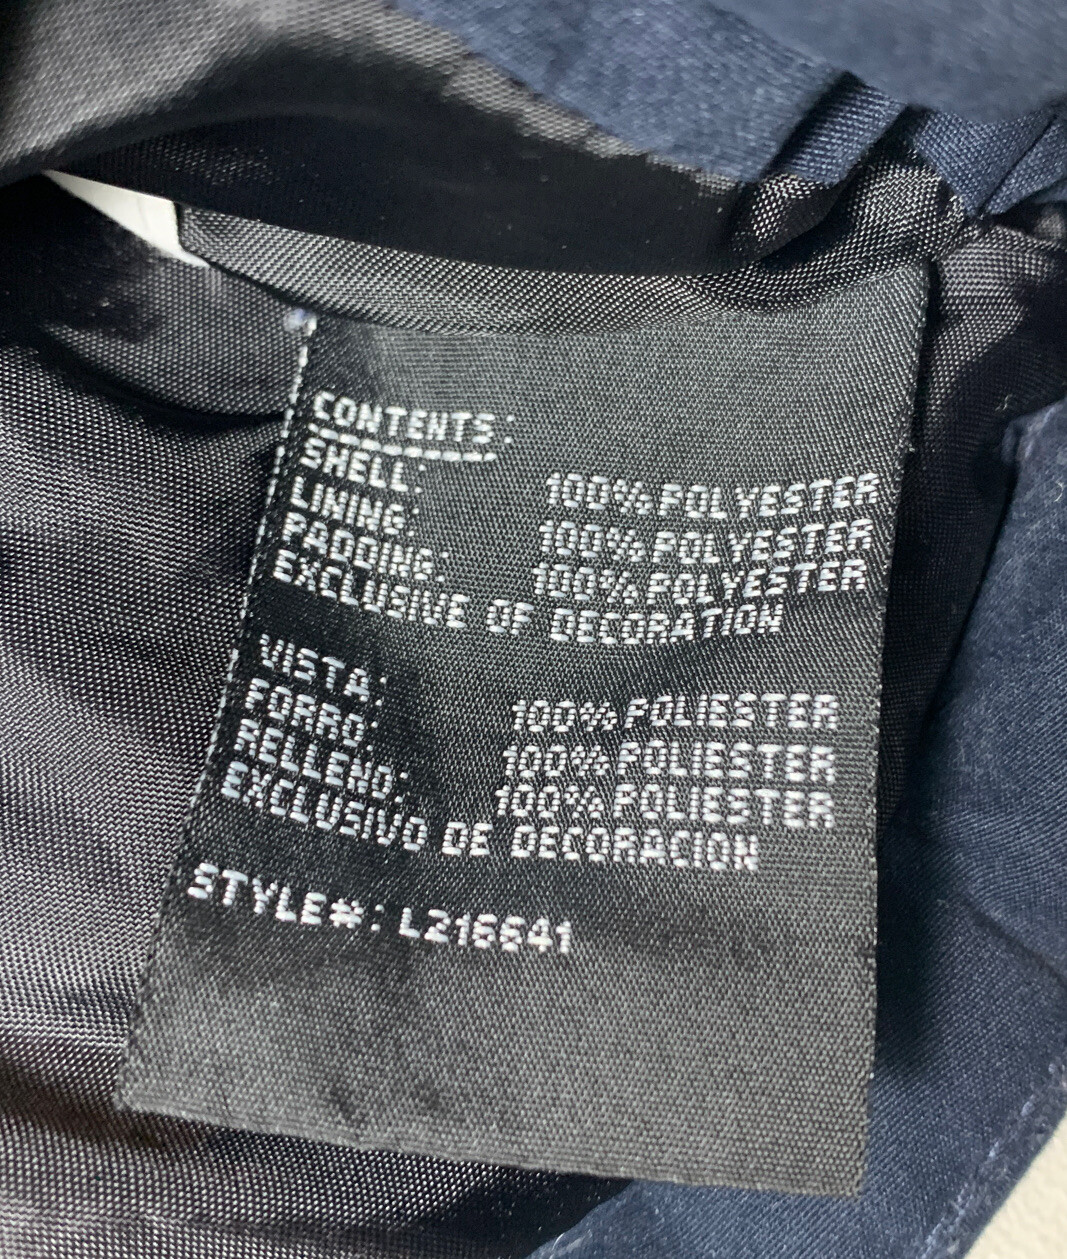 CONTENTS:
SHELL: 100% POLYESTER
LINING: 100% POLYESTER
PADDING: 100% POLYESTER
EXCLUSIVE OF DECORATION
VISTA: 100% POLIESTER
FORRO: 100% POLIESTER
RELLENO: 100% POLIESTER
EXCLUSIVO DE DECORACION
STYLE#: L216641